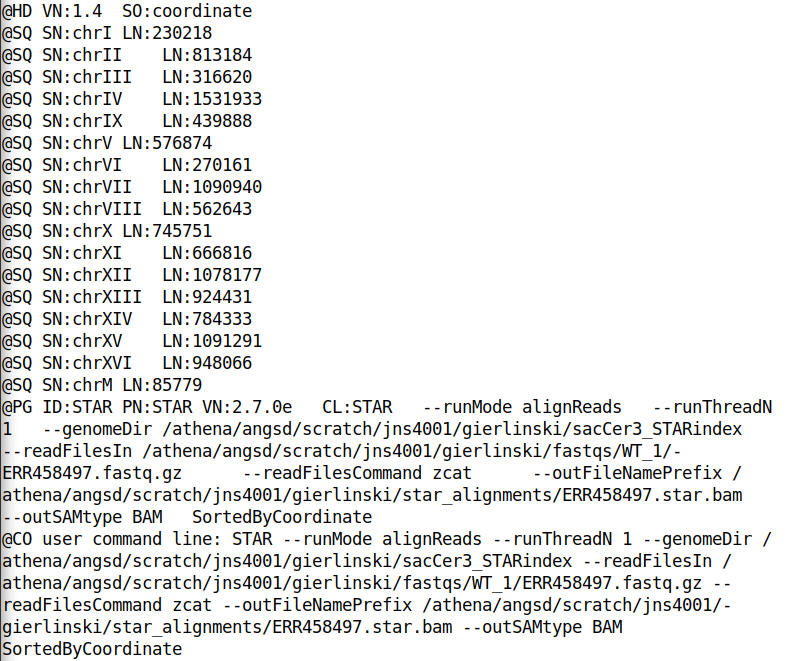 @HD VN:1.4  SO:coordinate
@SQ SN:chrI LN:230218
@SQ SN:chrII    LN:813184
@SQ SN:chrIII   LN:316620
@SQ SN:chrIV    LN:1531933
@SQ SN:chrIX    LN:439888
@SQ SN:chrV LN:576874
@SQ SN:chrVI    LN:270161
@SQ SN:chrVII   LN:1090940
@SQ SN:chrVIII  LN:562643
@SQ SN:chrX LN:745751
@SQ SN:chrXI    LN:666816
@SQ SN:chrXII   LN:1078177
@SQ SN:chrXIII  LN:924431
@SQ SN:chrXIV   LN:784333
@SQ SN:chrXV    LN:1091291
@SQ SN:chrXVI   LN:948066
@SQ SN:chrM LN:85779
@PG ID:STAR PN:STAR VN:2.7.0e   CL:STAR   --runMode alignReads   --runThreadN
1   --genomeDir /athena/angsd/scratch/jns4001/gierlinski/sacCer3_STARindex
--readFilesIn /athena/angsd/scratch/jns4001/gierlinski/fastqs/WT_1/-
ERR458497.fastq.gz      --readFilesCommand zcat      --outFileNamePrefix /
athena/angsd/scratch/jns4001/gierlinski/star_alignments/ERR458497.star.bam
--outSAMtype BAM   SortedByCoordinate
@CO user command line: STAR --runMode alignReads --runThreadN 1 --genomeDir /
athena/angsd/scratch/jns4001/gierlinski/sacCer3_STARindex --readFilesIn /
athena/angsd/scratch/jns4001/gierlinski/fastqs/WT_1/ERR458497.fastq.gz --
readFilesCommand zcat --outFileNamePrefix /athena/angsd/scratch/jns4001/-
gierlinski/star_alignments/ERR458497.star.bam --outSAMtype BAM
SortedByCoordinate